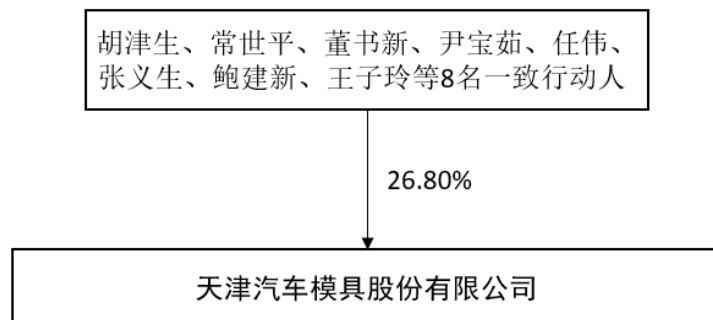 胡津生、常世平、董书新、尹宝茹、任伟、
张义生、鲍建新、王子玲等8名一致行动人
26.80%
天津汽车模具股份有限公司